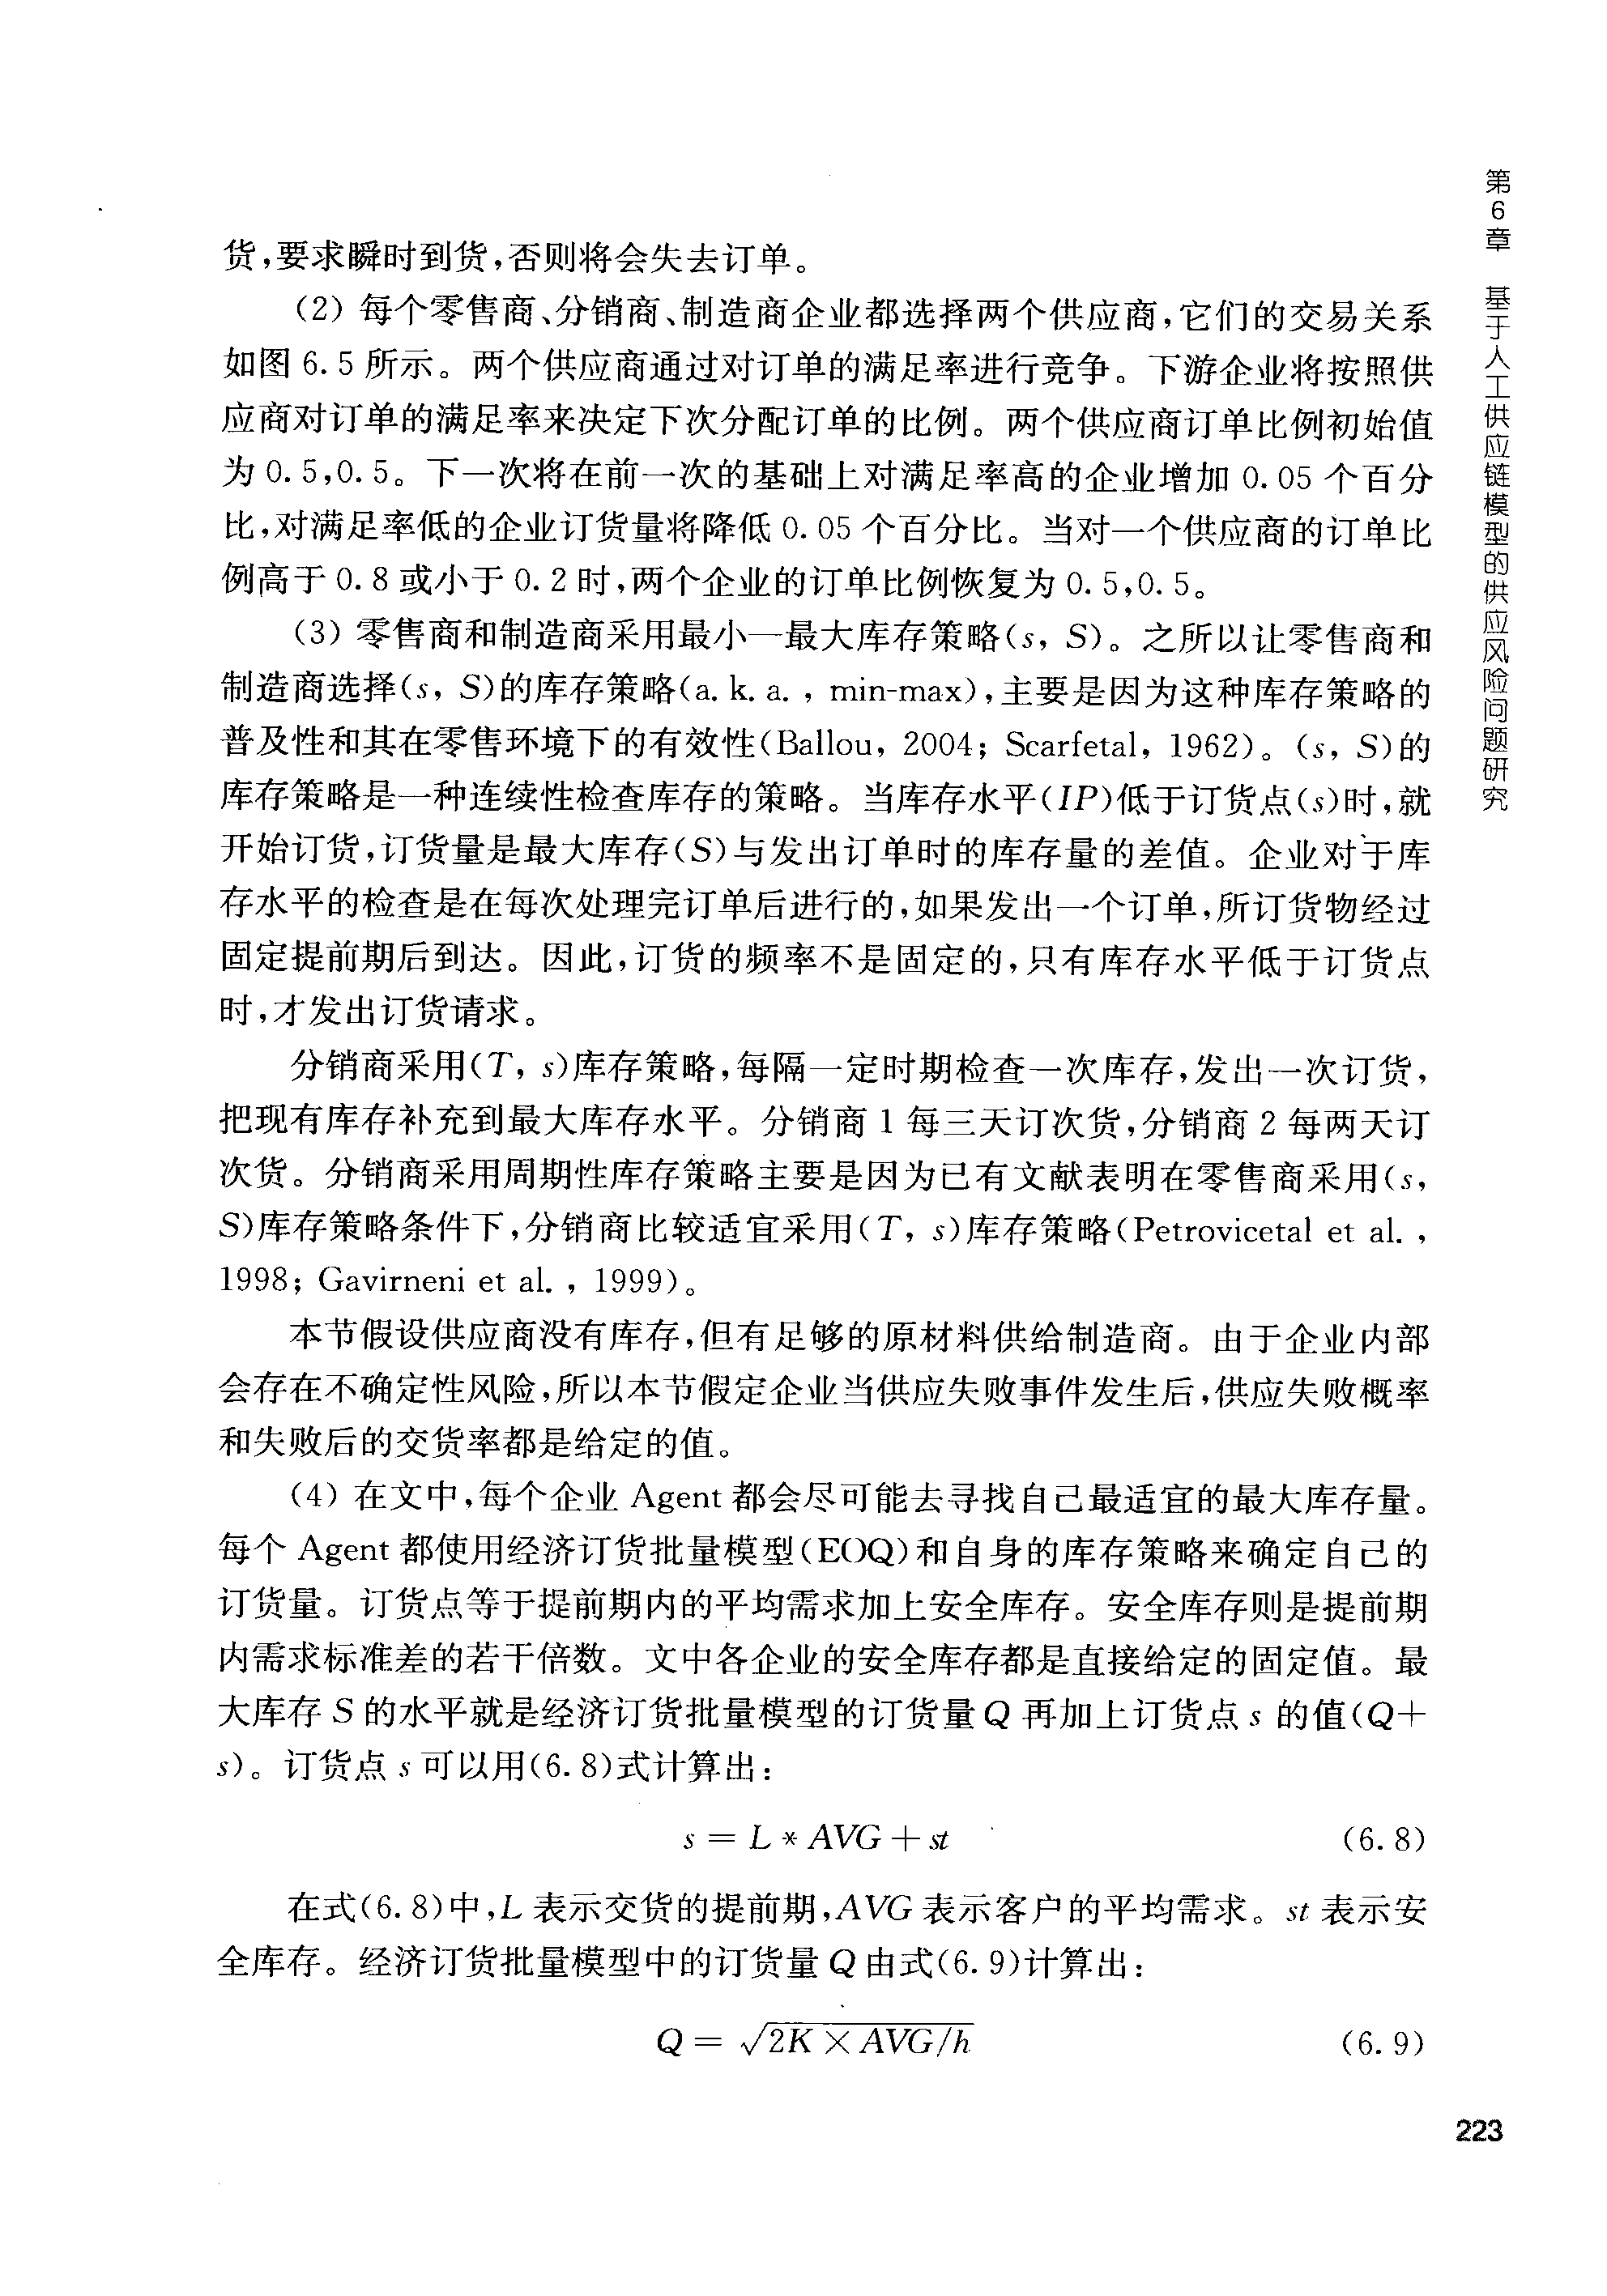 货,要求瞬时到货,否则将会失去订单。
(2) 每个零售商、分销商、制造商企业都选择两个供应商,它们的交易关系
如图 6.5 所示。两个供应商通过对订单的满足率进行竞争。下游企业将按照供
应商对订单的满足率来决定下次分配订单的比例。两个供应商订单比例初始值
为 0.5,0.5。下一次将在前一次的基础上对满足率高的企业增加 0.05 个百分
比,对满足率低的企业订货量将降低 0.05 个百分比。当对一个供应商的订单比
例高于 0.8 或小于 0.2 时,两个企业的订单比例恢复为 0.5,0.5。
(3) 零售商和制造商采用最小—最大库存策略(s, S)。之所以让零售商和
制造商选择(s, S)的库存策略(a. k. a. , min-max),主要是因为这种库存策略的
普及性和其在零售环境下的有效性(Ballou, 2004; Scarfetal, 1962)。(s, S)的
库存策略是一种连续性检查库存的策略。当库存水平(IP)低于订货点(s)时,就
开始订货,订货量是最大库存(S)与发出订单时的库存量的差值。企业对于库
存水平的检查是在每次处理完订单后进行的,如果发出一个订单,所订货物经过
固定提前期后到达。因此,订货的频率不是固定的,只有库存水平低于订货点
时,才发出订货请求。
分销商采用(T, s)库存策略,每隔一定时期检查一次库存,发出一次订货,
把现有库存补充到最大库存水平。分销商 1 每三天订次货,分销商 2 每两天订
次货。分销商采用周期性库存策略主要是因为已有文献表明在零售商采用(s,
S)库存策略条件下,分销商比较适宜采用(T, s)库存策略(Petrovicetal et al. ,
1998; Gavirneni et al. , 1999)。
本节假设供应商没有库存,但有足够的原材料供给制造商。由于企业内部
会存在不确定性风险,所以本节假定企业当供应失败事件发生后,供应失败概率
和失败后的交货率都是给定的值。
(4) 在文中,每个企业 Agent 都会尽可能去寻找自己最适宜的最大库存量。
每个 Agent 都使用经济订货批量模型(EOQ)和自身的库存策略来确定自己的
订货量。订货点等于提前期内的平均需求加上安全库存。安全库存则是提前期
内需求标准差的若干倍数。文中各企业的安全库存都是直接给定的固定值。最
大库存 S 的水平就是经济订货批量模型的订货量 Q 再加上订货点 s 的值(Q+
s)。订货点 s 可以用(6.8)式计算出:
s = L * AVG + st (6.8)
在式(6.8)中,L 表示交货的提前期,AVG 表示客户的平均需求。st 表示安
全库存。经济订货批量模型中的订货量 Q 由式(6.9)计算出:
Q = √2K × AVG/h (6.9)
第6章 基于人工供应链模型的供应风险问题研究
223